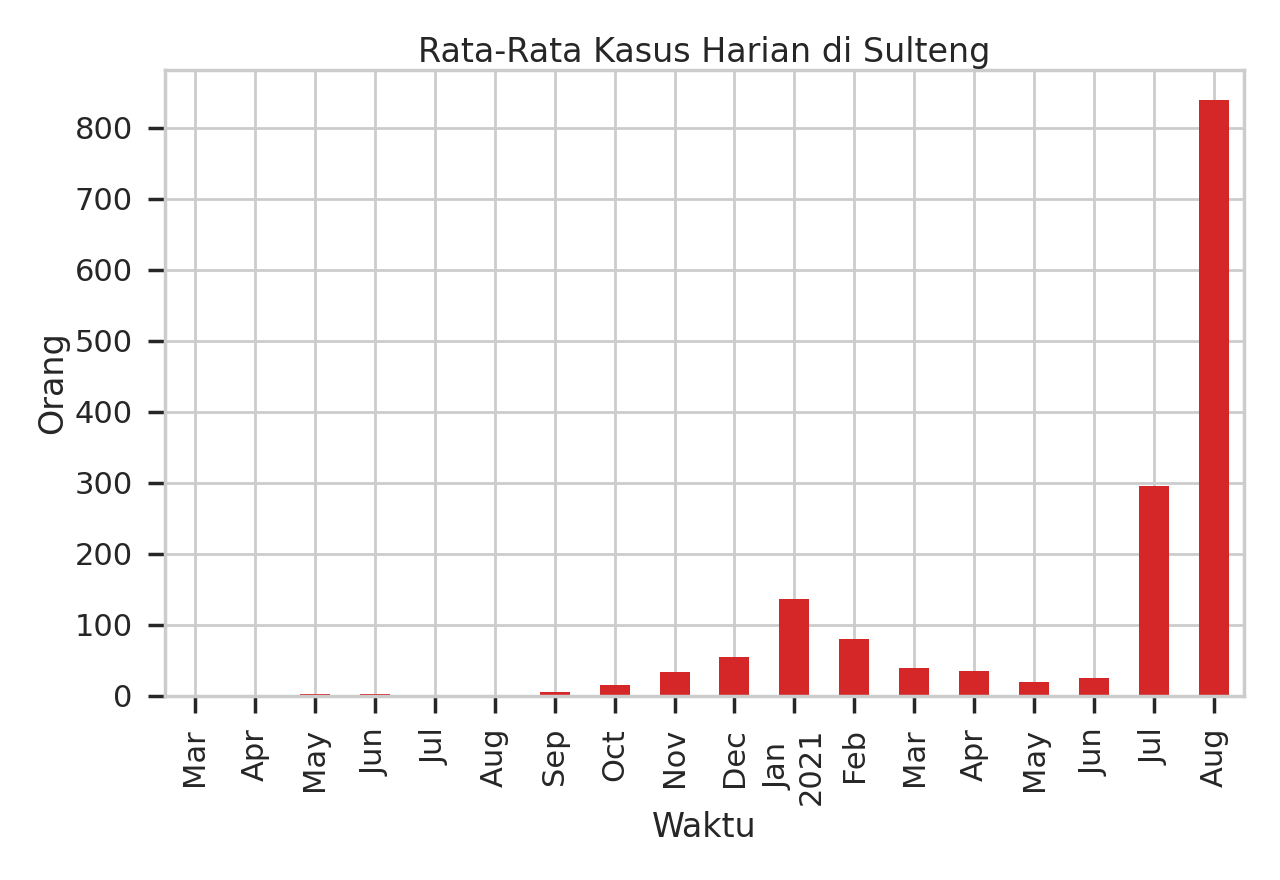 Rata-Rata Kasus Harian di Sulteng
Orang
800
700
600
500
400
300
200
100
0
Mar
Apr
May
Jun
Jul
Aug
Sep
Oct
Nov
Dec
Jan
2021
Feb
Mar
Apr
May
Jun
Jul
Aug
Waktu